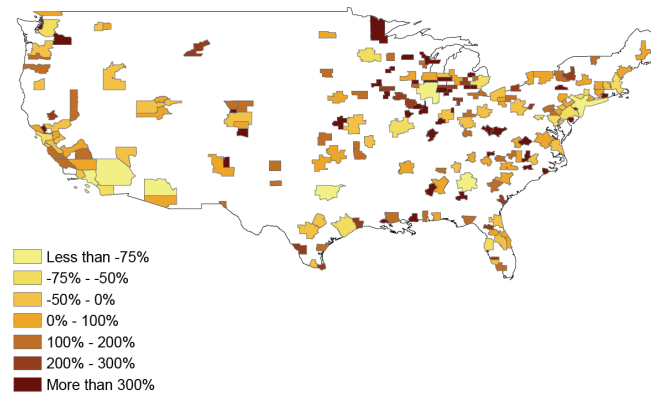 Less than -75%
-75% - -50%
-50% - 0%
0% - 100%
100% - 200%
200% - 300%
More than 300%